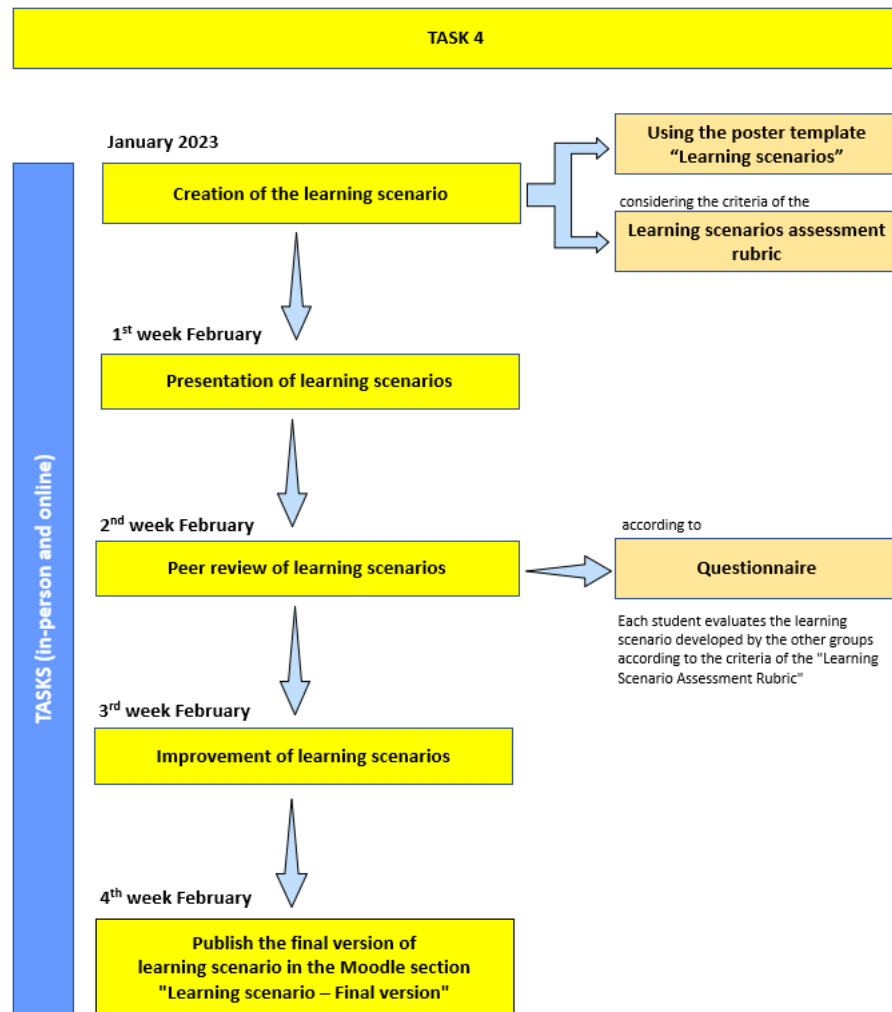 TASK 4
January 2023
Creation of the learning scenario
Using the poster template
“Learning scenarios”
considering the criteria of the
Learning scenarios assessment
rubric
TASKS (in-person and online)
1st week February
Presentation of learning scenarios
2nd week February
Peer review of learning scenarios
according to
Questionnaire
Each student evaluates the learning
scenario developed by the other groups
according to the criteria of the "Learning
Scenario Assessment Rubric"
3rd week February
Improvement of learning scenarios
4th week February
Publish the final version of
learning scenario in the Moodle section
"Learning scenario – Final version"